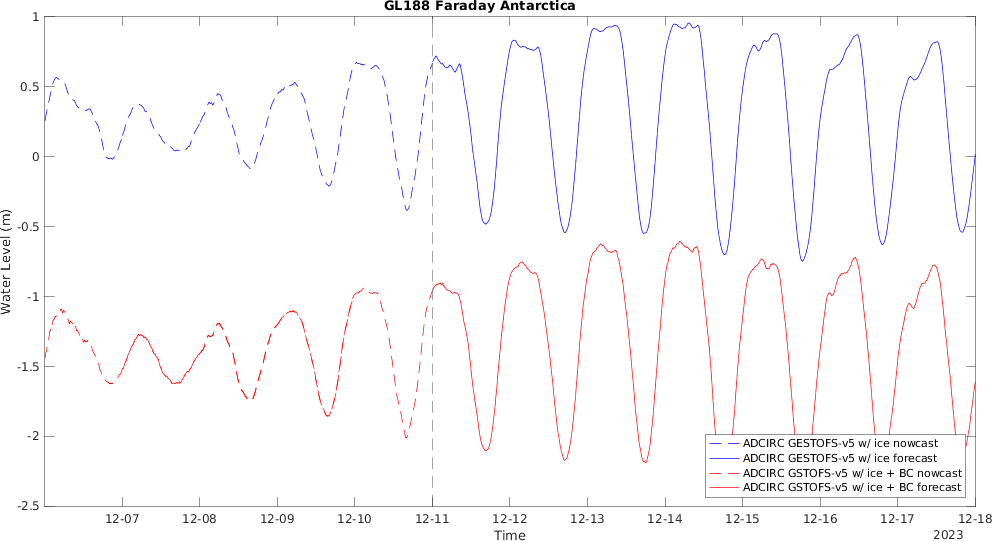 GL188 Faraday Antarctica
1
0.5
0
-0.5
-1
-1.5
-2
-2.5
Water Level (m)
ADCIRC GESTOFS-v5 w/ ice nowcast
ADCIRC GESTOFS-v5 w/ ice forecast
ADCIRC GSTOFS-v5 w/ ice + BC nowcast
ADCIRC GSTOFS-v5 w/ ice + BC forecast
12-07 12-08 12-09 12-10 12-11 12-12 12-13 12-14 12-15 12-16 12-17 12-18
Time
2023